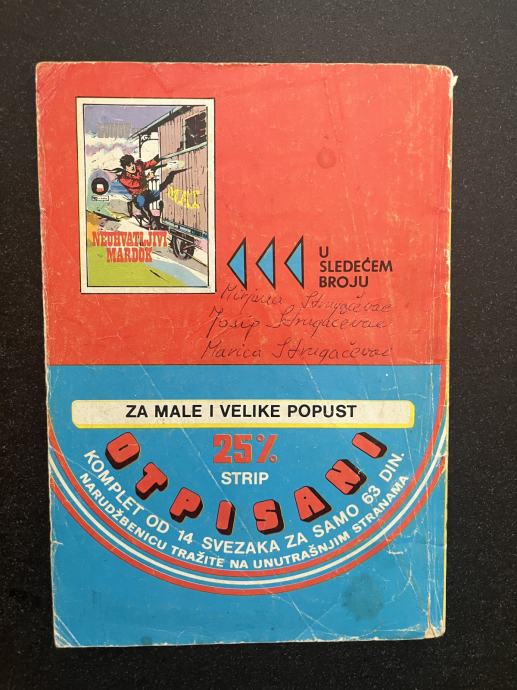 NEUHVATLJIVI
MARDOK
U
SLEDEĆEM
BROJU
Mirjana Strugačevac
Josip Strugačevac
Marica Strugačevac
ZA MALE I VELIKE POPUST
25%
STRIP
OTPISANI
KOMPLET OD 14 SVEZAKA ZA SAMO 63 DIN.
NARUDŽBENICU TRAŽITE NA UNUTRAŠNJIM STRANAMA